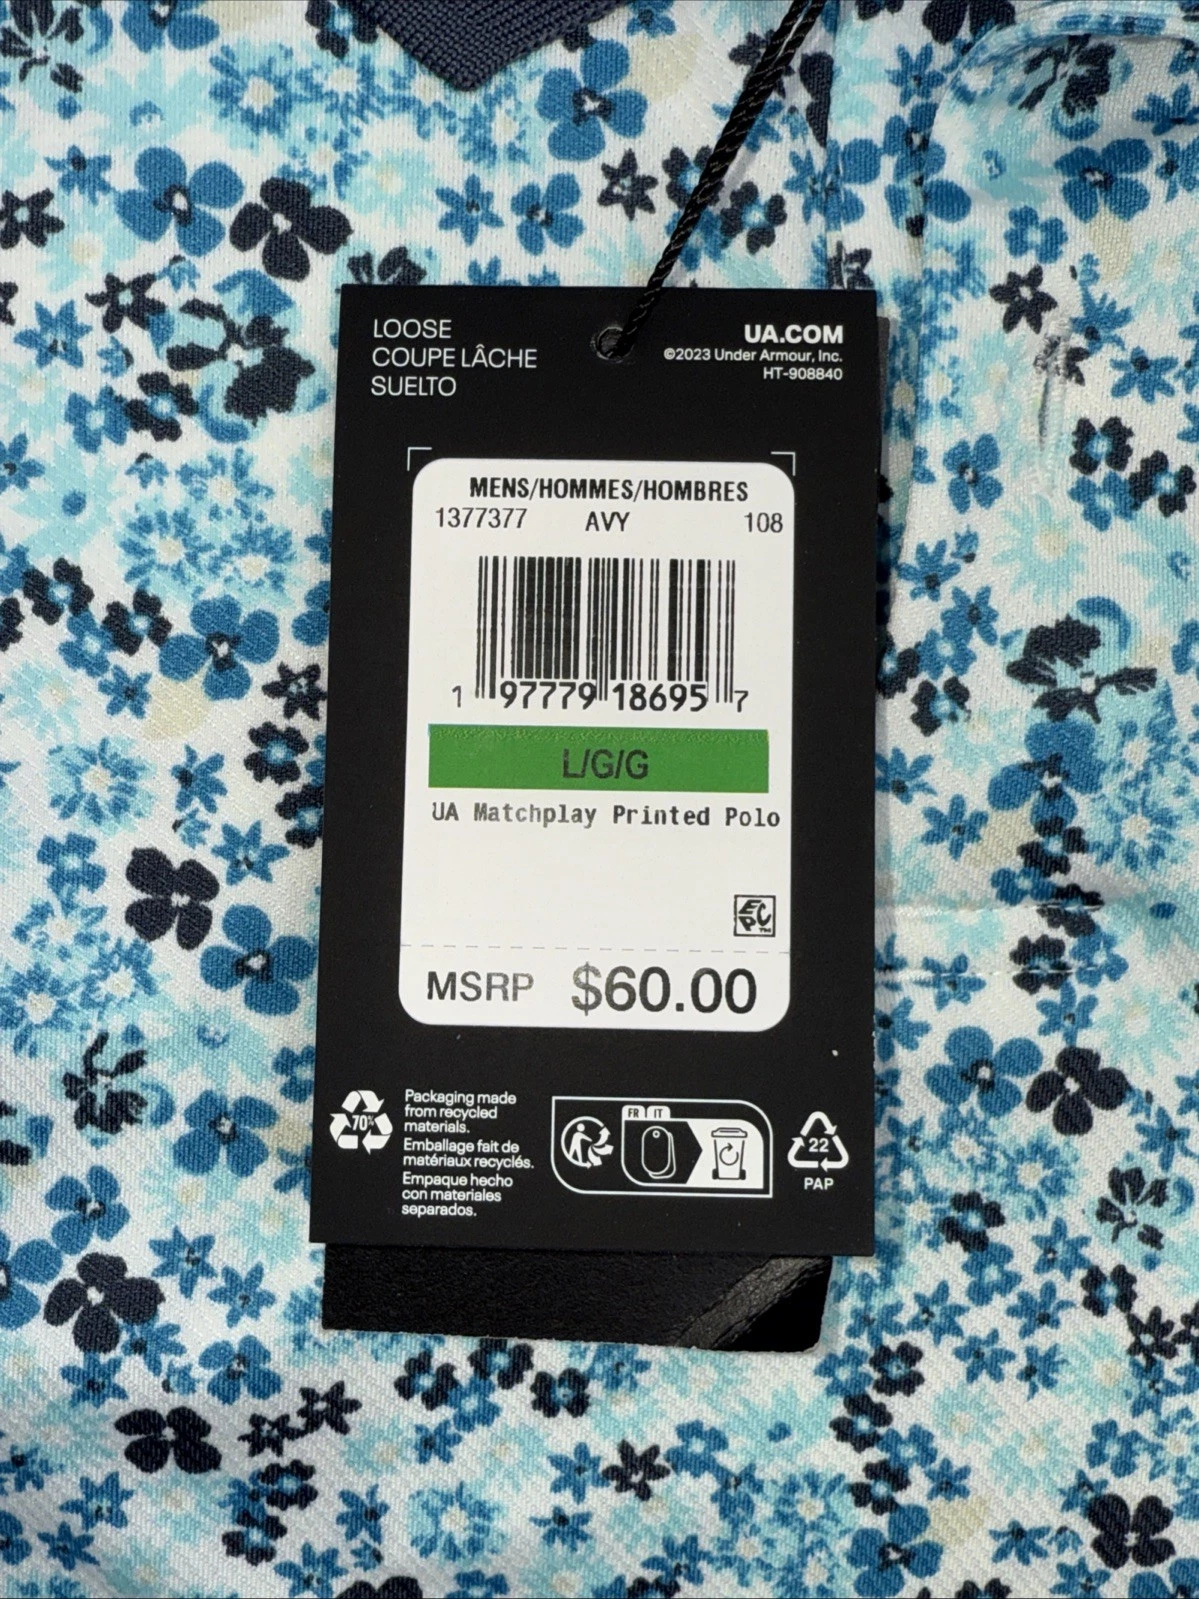 LOOSE
COUPE LÂCHE
SUELTO
UA.COM
©2023 Under Armour, Inc.
HT-908840
MENS/HOMMES/HOMBRES
1377377 AVY 108
1 97779 18695 7
L/G/G
UA Matchplay Printed Polo
EPC™
MSRP $60.00
70%
Packaging made
from recycled
materials.
Emballage fait de
matériaux recyclés.
Empaque hecho
con materiales
separados.
FR IT
22
PAP